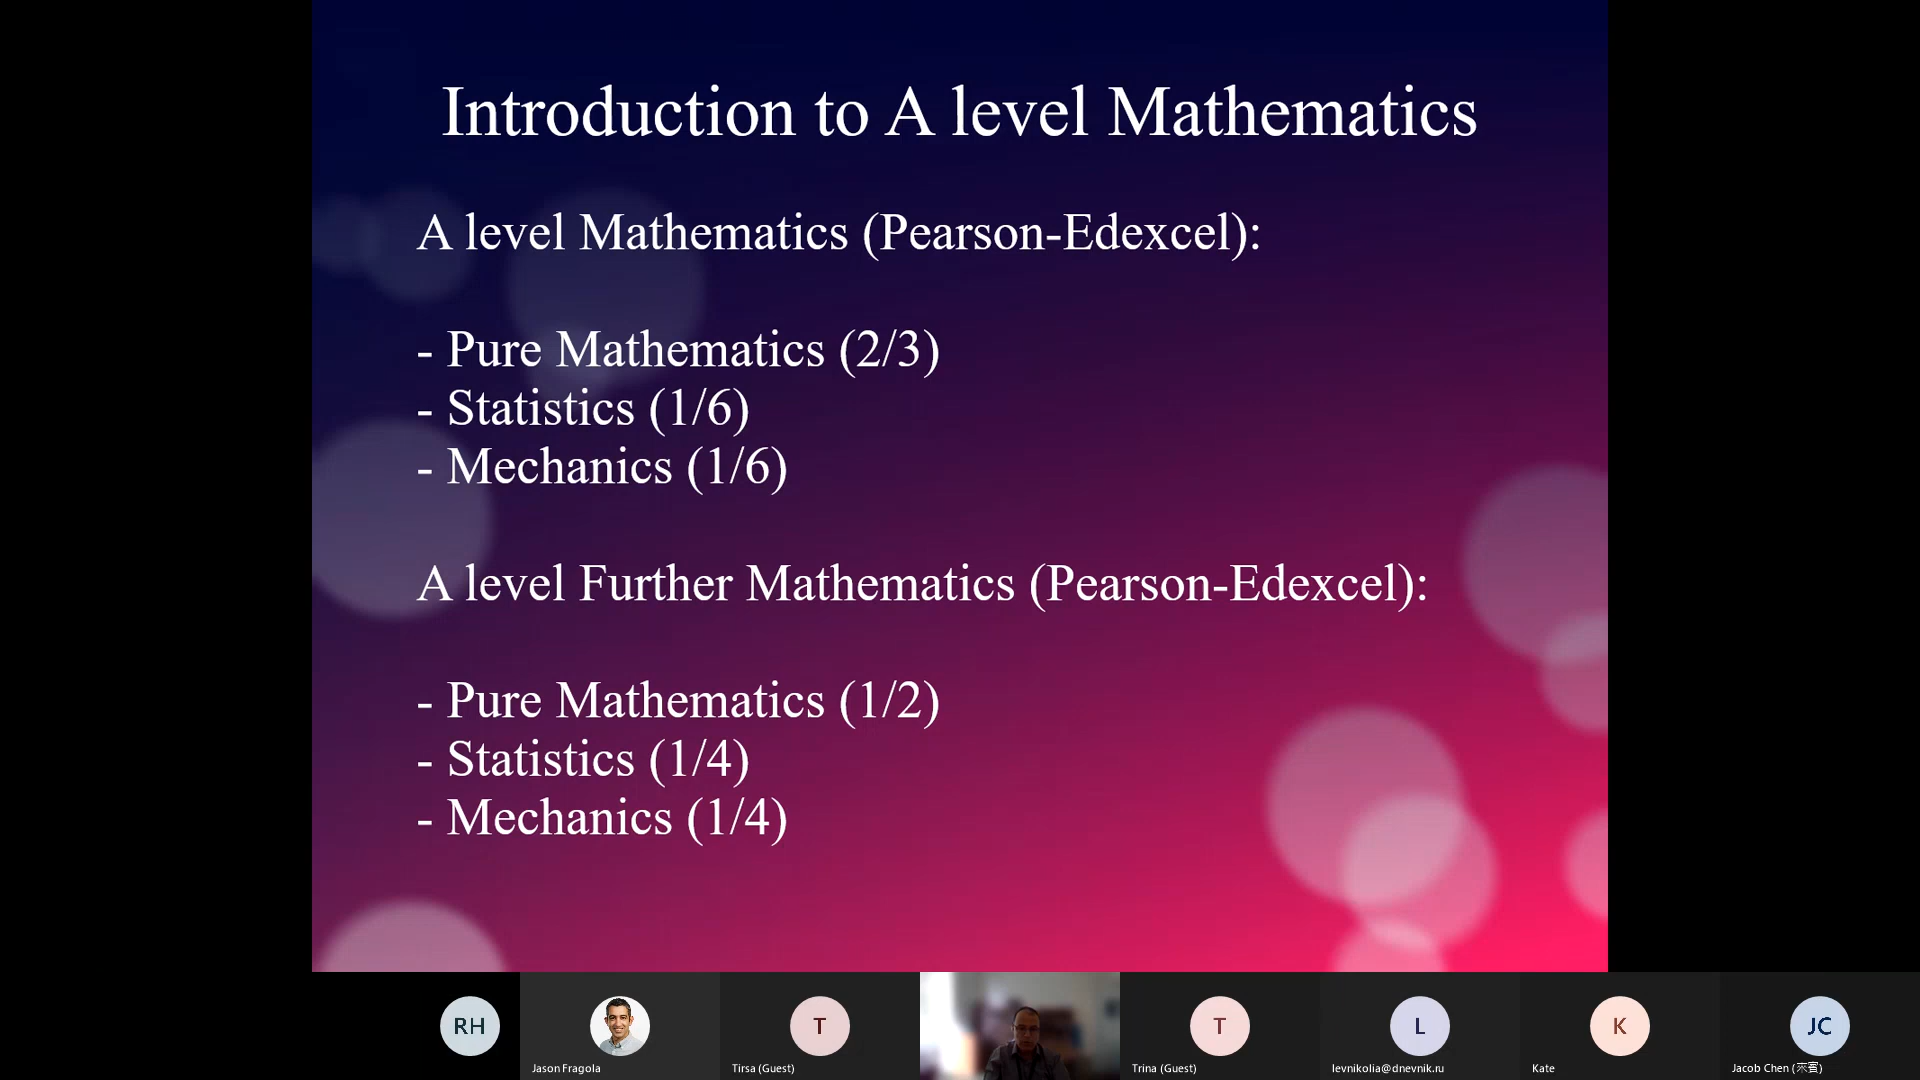 Introduction to A level Mathematics
A level Mathematics (Pearson-Edexcel):
- Pure Mathematics (2/3)
- Statistics (1/6)
- Mechanics (1/6)
A level Further Mathematics (Pearson-Edexcel):
- Pure Mathematics (1/2)
- Statistics (1/4)
- Mechanics (1/4)
RH
T
T
L
K
JC
Jason Fragola
Tirsa (Guest)
Trina (Guest)
levnikolia@dnevnik.ru
Kate
Jacob Chen (来宾)